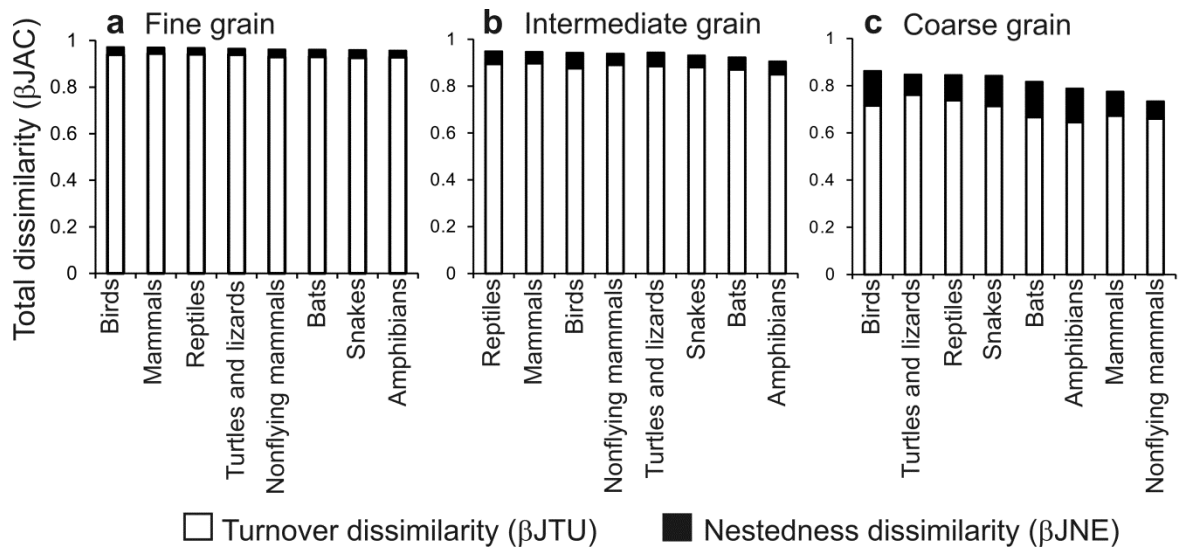 a Fine grain
b Intermediate grain
c Coarse grain
Total dissimilarity (βJAC)
1
0.8
0.6
0.4
0.2
0
Birds
Mammals
Reptiles
Turtles and lizards
Nonflying mammals
Bats
Snakes
Amphibians
1
0.8
0.6
0.4
0.2
0
Reptiles
Mammals
Birds
Nonflying mammals
Turtles and lizards
Snakes
Bats
Amphibians
1
0.8
0.6
0.4
0.2
0
Birds
Turtles and lizards
Reptiles
Snakes
Bats
Amphibians
Mammals
Nonflying mammals
Turnover dissimilarity (βJTU)
Nestedness dissimilarity (βJNE)